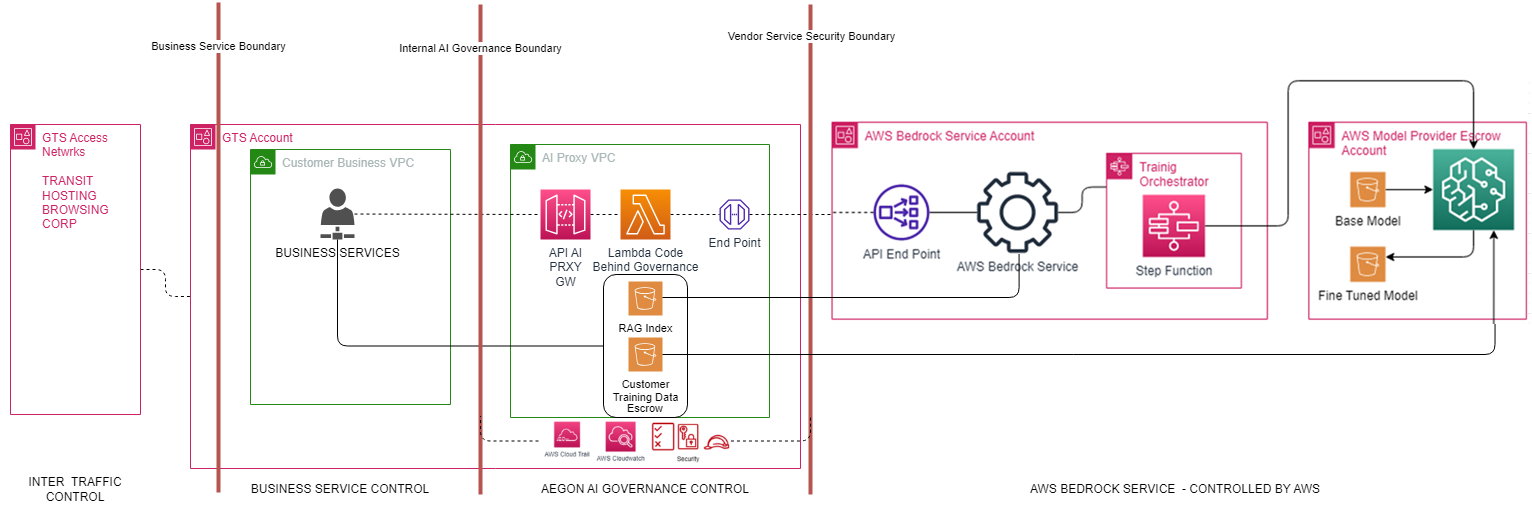 Business Service Boundary
Internal AI Governance Boundary
Vendor Service Security Boundary
GTS Access
Netwrks
TRANSIT
HOSTING
BROWSING
CORP
GTS Account
Customer Business VPC
BUSINESS SERVICES
AI Proxy VPC
API AI
PRXY
GW
Lambda Code
Behind Governance
End Point
RAG Index
Customer
Training Data
Escrow
AWS Cloud Trail
AWS Cloudwatch
Security
AWS Bedrock Service Account
API End Point
AWS Bedrock Service
Trainig
Orchestrator
Step Function
AWS Model Provider Escrow
Account
Base Model
Fine Tuned Model
INTER TRAFFIC
CONTROL
BUSINESS SERVICE CONTROL
AEGON AI GOVERNANCE CONTROL
AWS BEDROCK SERVICE - CONTROLED BY AWS